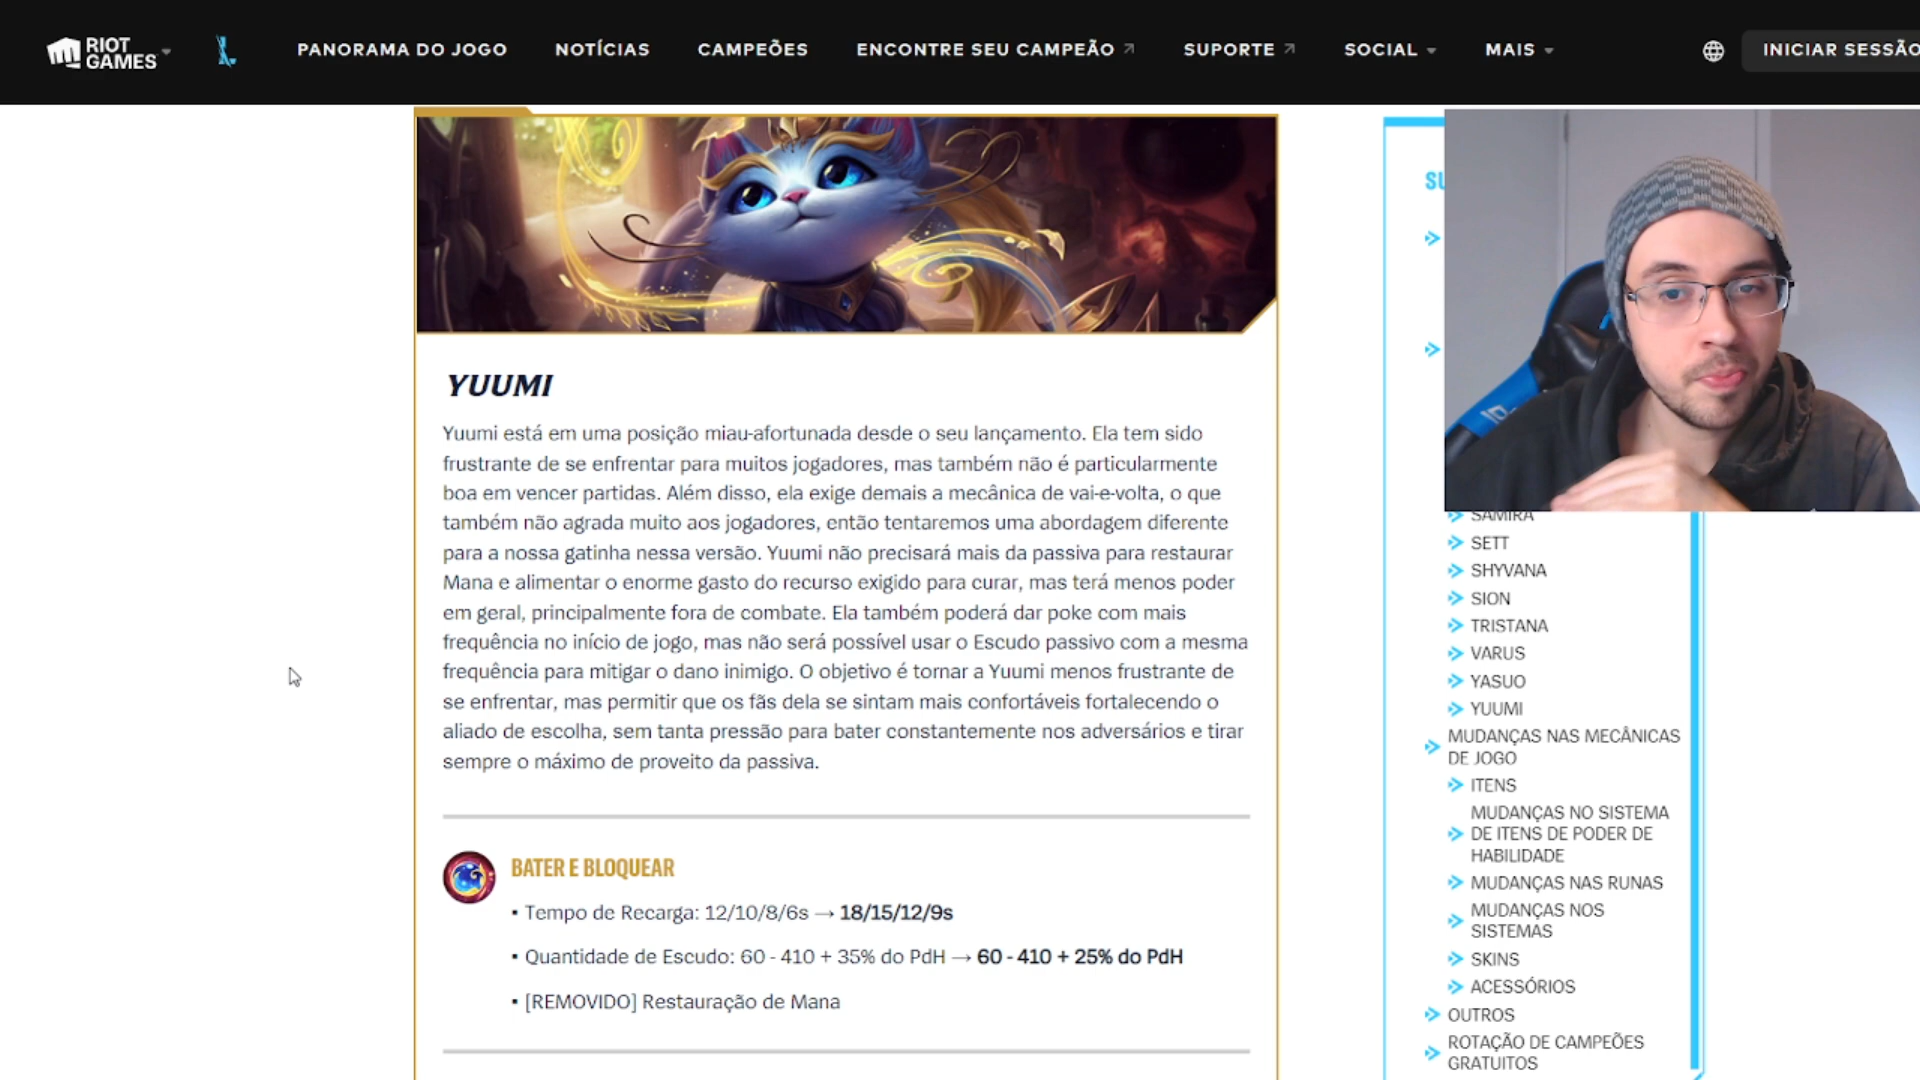 RIOT GAMES
PANORAMA DO JOGO
NOTÍCIAS
CAMPEÕES
ENCONTRE SEU CAMPEÃO
SUPORTE
SOCIAL
MAIS
INICIAR SESSÃO
YUUMI
Yuumi está em uma posição miau-afortunada desde o seu lançamento. Ela tem sido
frustrante de se enfrentar para muitos jogadores, mas também não é particularmente
boa em vencer partidas. Além disso, ela exige demais a mecânica de vai-e-volta, o que
também não agrada muito aos jogadores, então tentaremos uma abordagem diferente
para a nossa gatinha nessa versão. Yuumi não precisará mais da passiva para restaurar
Mana e alimentar o enorme gasto do recurso exigido para curar, mas terá menos poder
em geral, principalmente fora de combate. Ela também poderá dar poke com mais
frequência no início de jogo, mas não será possível usar o Escudo passivo com a mesma
frequência para mitigar o dano inimigo. O objetivo é tornar a Yuumi menos frustrante de
se enfrentar, mas permitir que os fãs dela se sintam mais confortáveis fortalecendo o
aliado de escolha, sem tanta pressão para bater constantemente nos adversários e tirar
sempre o máximo de proveito da passiva.
BATER E BLOQUEAR
▪ Tempo de Recarga: 12/10/8/6s → 18/15/12/9s
▪ Quantidade de Escudo: 60 - 410 + 35% do PdH → 60 - 410 + 25% do PdH
▪ [REMOVIDO] Restauração de Mana
SU
SAMIRA
SETT
SHYVANA
SION
TRISTANA
VARUS
YASUO
YUUMI
MUDANÇAS NAS MECÂNICAS
DE JOGO
ITENS
MUDANÇAS NO SISTEMA
DE ITENS DE PODER DE
HABILIDADE
MUDANÇAS NAS RUNAS
MUDANÇAS NOS
SISTEMAS
SKINS
ACESSÓRIOS
OUTROS
ROTAÇÃO DE CAMPEÕES
GRATUITOS